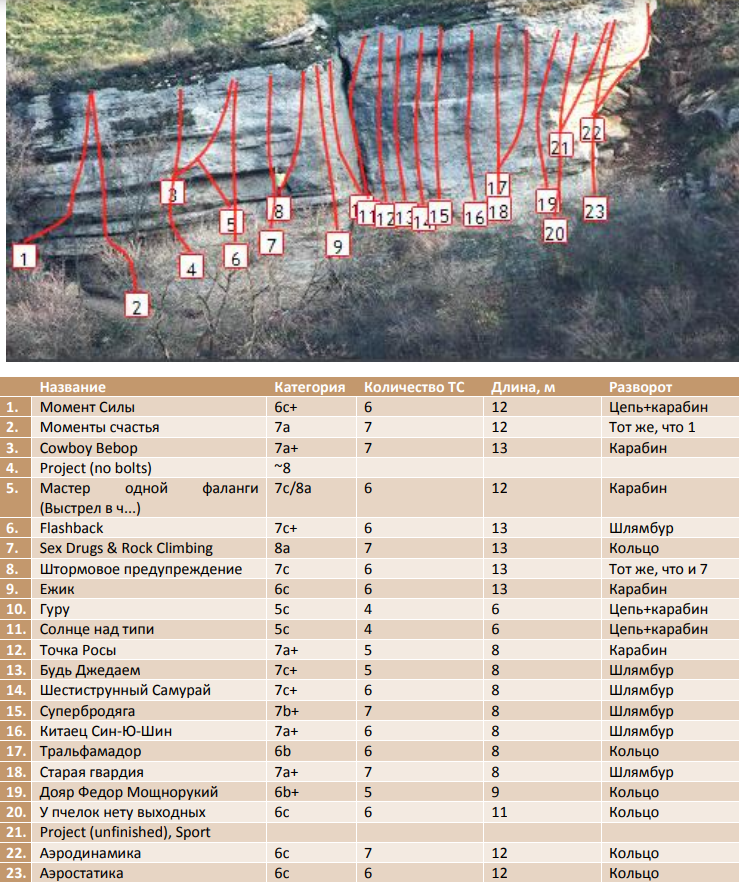 3
5
8
1
11
12
13
14
15
16
17
18
19
20
21
22
23
1
2
4
6
7
9
Название Категория Количество ТС Длина, м Разворот
1. Момент Силы 6c+ 6 12 Цепь+карабин
2. Моменты счастья 7a 7 12 Тот же, что 1
3. Cowboy Bebop 7a+ 7 13 Карабин
4. Project (no bolts) ~8
5. Мастер одной фаланги 7c/8a 6 12 Карабин
(Выстрел в ч...)
6. Flashback 7c+ 6 13 Шлямбур
7. Sex Drugs & Rock Climbing 8a 7 13 Кольцо
8. Штормовое предупреждение 7c 6 13 Тот же, что и 7
9. Ежик 6c 6 13 Карабин
10. Гуру 5c 4 6 Цепь+карабин
11. Солнце над типи 5c 4 6 Цепь+карабин
12. Точка Росы 7a+ 5 8 Карабин
13. Будь Джедаем 7c+ 5 8 Шлямбур
14. Шестиструнный Самурай 7c+ 6 8 Шлямбур
15. Супербродяга 7b+ 7 8 Шлямбур
16. Китаец Син-Ю-Шин 7a+ 6 8 Шлямбур
17. Тральфамадор 6b 6 8 Кольцо
18. Старая гвардия 7a+ 7 8 Шлямбур
19. Дояр Федор Мощнорукий 6b+ 5 9 Кольцо
20. У пчелок нету выходных 6c 6 11 Кольцо
21. Project (unfinished), Sport
22. Аэродинамика 6c 7 12 Кольцо
23. Аэростатика 6c 6 12 Кольцо